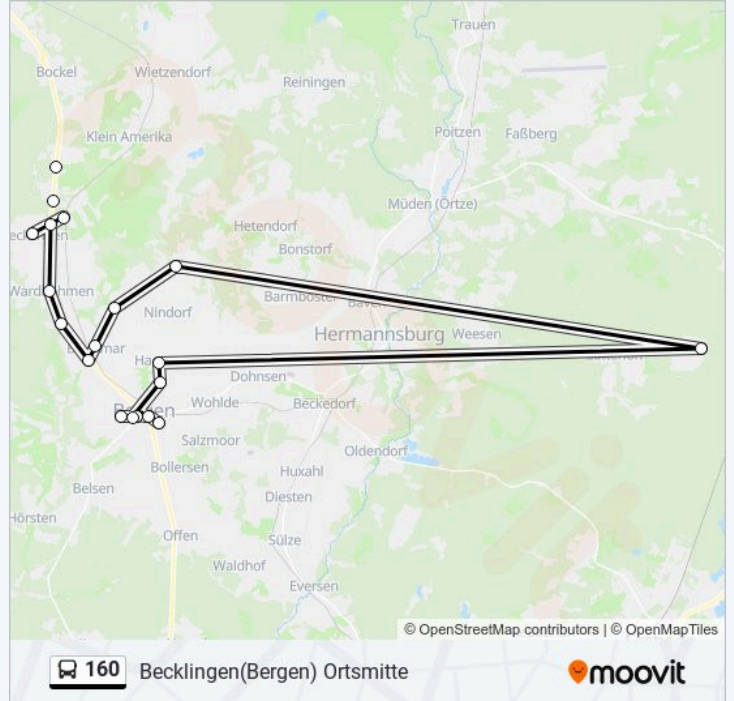 Trauen
Bockel
Wietzendorf
Reiningen
Klein Amerika
Poitzen
Faßberg
Müden (Örtze)
Hetendorf
Bonstorf
Barmbostel
Nindorf
Hermannsburg
Weesen
Dohnsen
Wohlde
Beckedorf
Salzmoor
Oldendorf
Bollersen
Huxahl
Belsen
Diesten
Hörsten
Offen
Sülze
Waldhof
Eversen
© OpenStreetMap contributors | © OpenMapTiles
160 Becklingen(Bergen) Ortsmitte
moovit